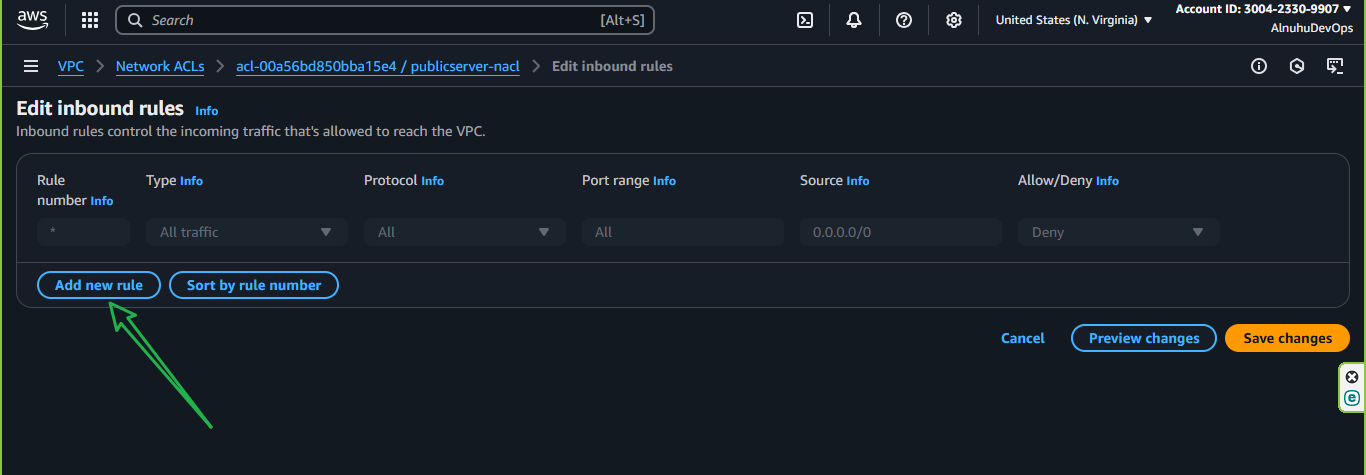 aws
Search [Alt+S] United States (N. Virginia) Account ID: 3004-2330-9907
AlnuhuDevOps
VPC > Network ACLs > acl-00a56bd850bba15e4 / publicserver-nacl > Edit inbound rules
Edit inbound rules Info
Inbound rules control the incoming traffic that's allowed to reach the VPC.
Rule number Info Type Info Protocol Info Port range Info Source Info Allow/Deny Info
* All traffic All All 0.0.0.0/0 Deny
Add new rule Sort by rule number
Cancel Preview changes Save changes
e